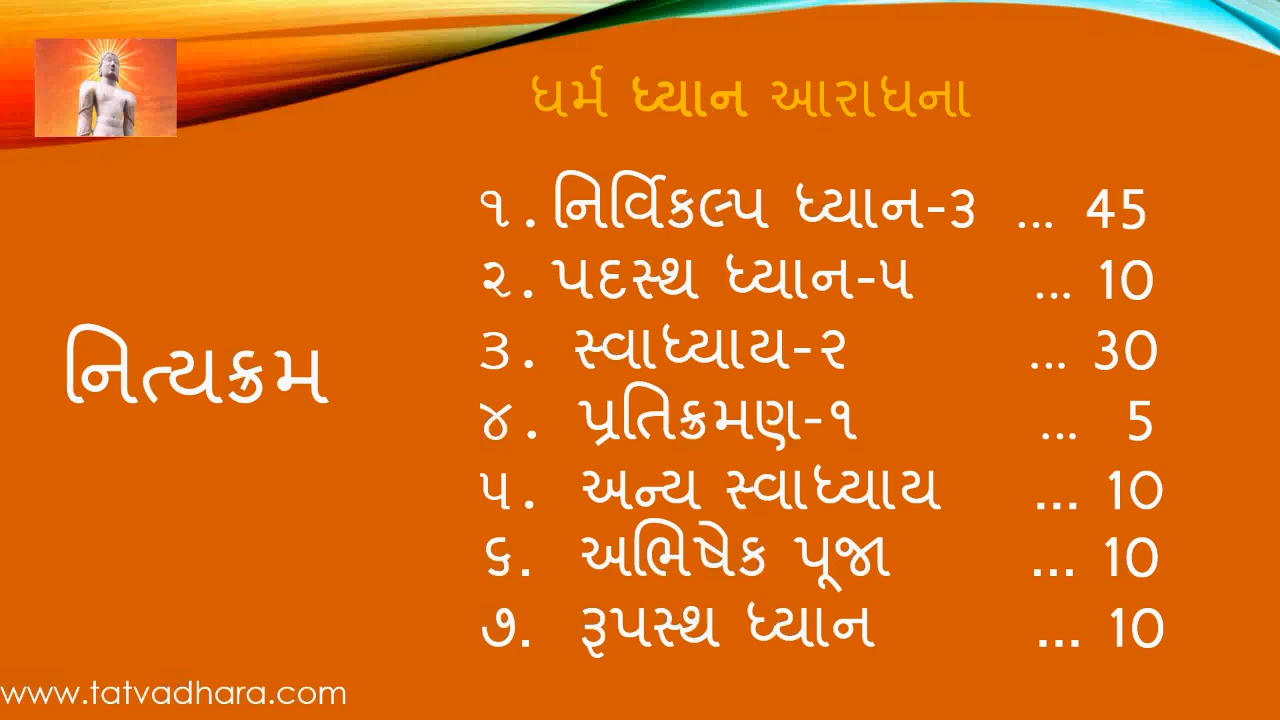 ધર્મ ધ્યાન આરાધના
નિત્યક્રમ
૧. નિર્વિકલ્પ ધ્યાન-૩ ... 45
૨. પદસ્થ ધ્યાન-૫ ... 10
૩. સ્વાધ્યાય-૨ ... 30
૪. પ્રતિક્રમણ-૧ ... 5
૫. અન્ય સ્વાધ્યાય ... 10
૬. અભિષેક પૂજા ... 10
૭. રૂપસ્થ ધ્યાન ... 10
www.tatvadhara.com